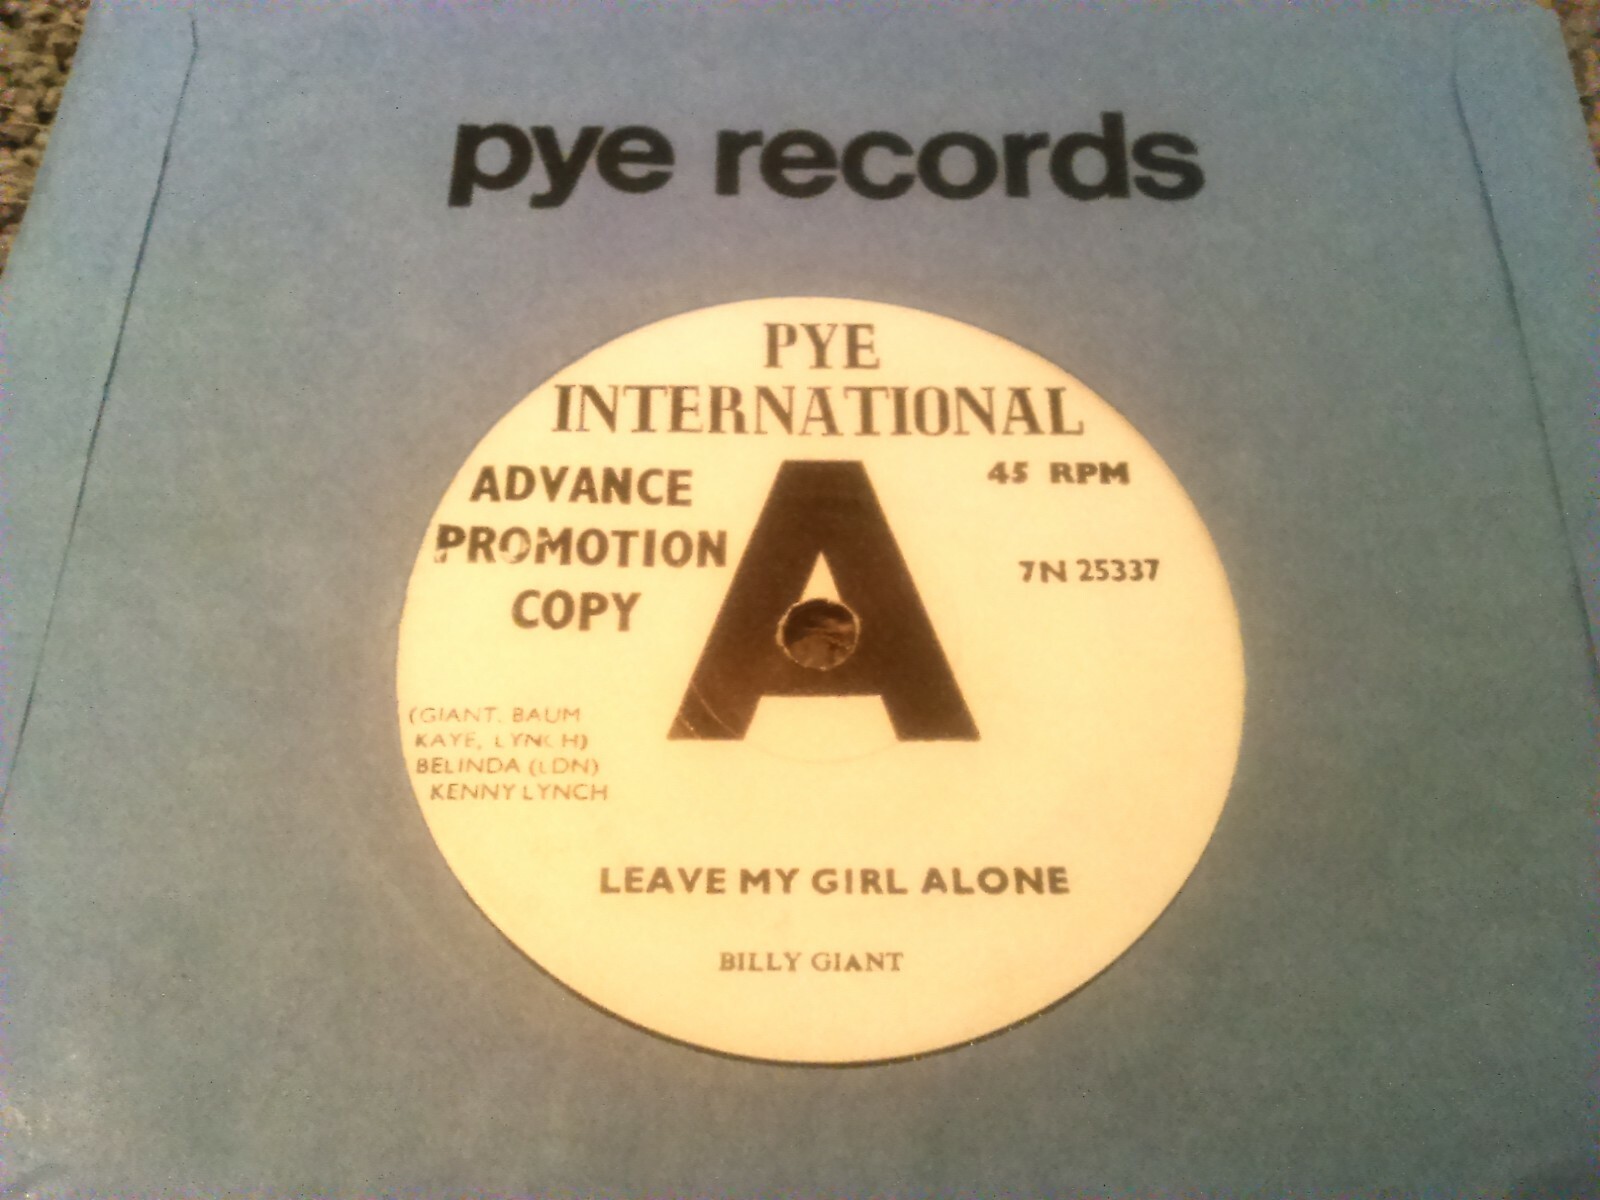 pye records
PYE
INTERNATIONAL
ADVANCE
PROMOTION
COPY
A
45 RPM
7N 25337
(GIANT. BAUM
KAYE, LYNCH)
BELINDA (LDN)
KENNY LYNCH
LEAVE MY GIRL ALONE
BILLY GIANT